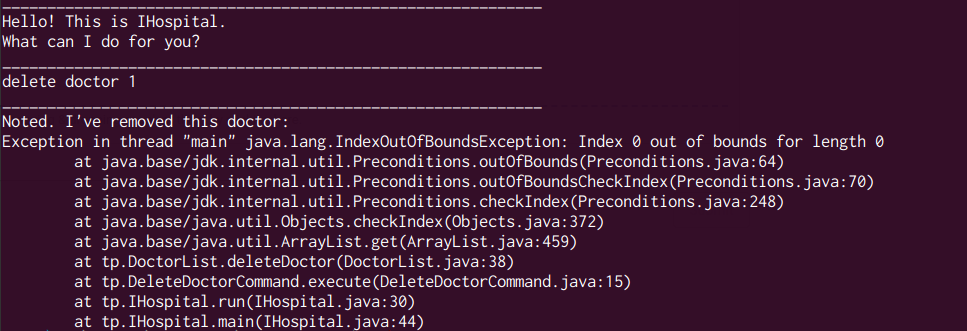 ____________________________________________________________
Hello! This is IHospital.
What can I do for you?
____________________________________________________________
delete doctor 1
____________________________________________________________
Noted. I've removed this doctor:
Exception in thread "main" java.lang.IndexOutOfBoundsException: Index 0 out of bounds for length 0
        at java.base/jdk.internal.util.Preconditions.outOfBounds(Preconditions.java:64)
        at java.base/jdk.internal.util.Preconditions.outOfBoundsCheckIndex(Preconditions.java:70)
        at java.base/jdk.internal.util.Preconditions.checkIndex(Preconditions.java:248)
        at java.base/java.util.Objects.checkIndex(Objects.java:372)
        at java.base/java.util.ArrayList.get(ArrayList.java:459)
        at tp.DoctorList.deleteDoctor(DoctorList.java:38)
        at tp.DeleteDoctorCommand.execute(DeleteDoctorCommand.java:15)
        at tp.IHospital.run(IHospital.java:30)
        at tp.IHospital.main(IHospital.java:44)